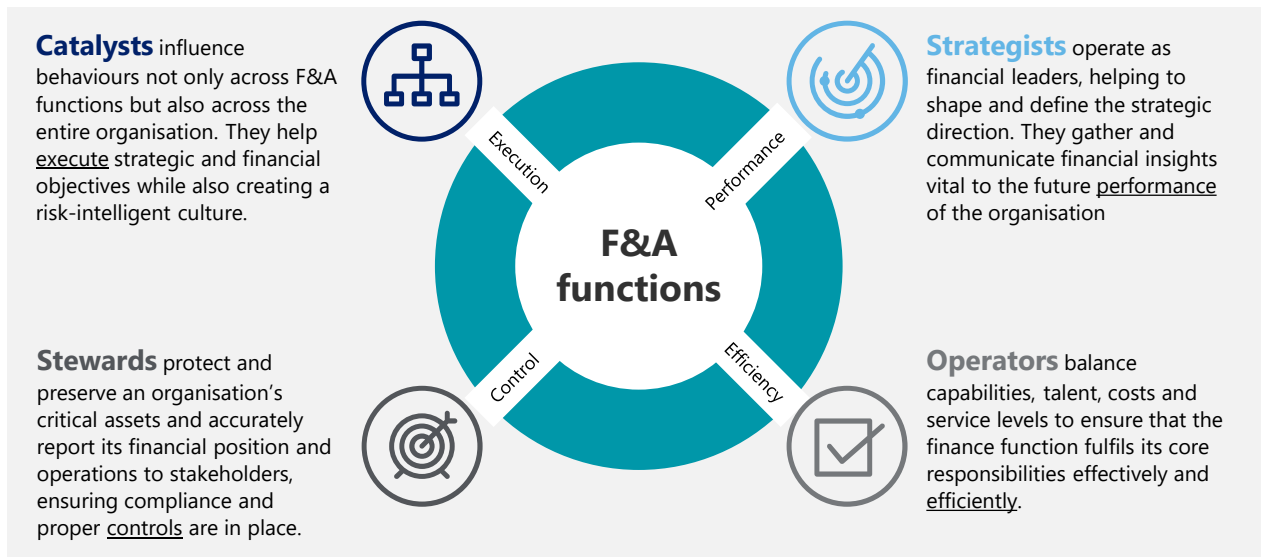 Catalysts influence
behaviours not only across F&A
functions but also across the
entire organisation. They help
execute strategic and financial
objectives while also creating a
risk-intelligent culture.
Strategists operate as
financial leaders, helping to
shape and define the strategic
direction. They gather and
communicate financial insights
vital to the future performance
of the organisation
Execution
Performance
F&A
functions
Control
Efficiency
Stewards protect and
preserve an organisation's
critical assets and accurately
report its financial position and
operations to stakeholders,
ensuring compliance and
proper controls are in place.
Operators balance
capabilities, talent, costs and
service levels to ensure that the
finance function fulfils its core
responsibilities effectively and
efficiently.